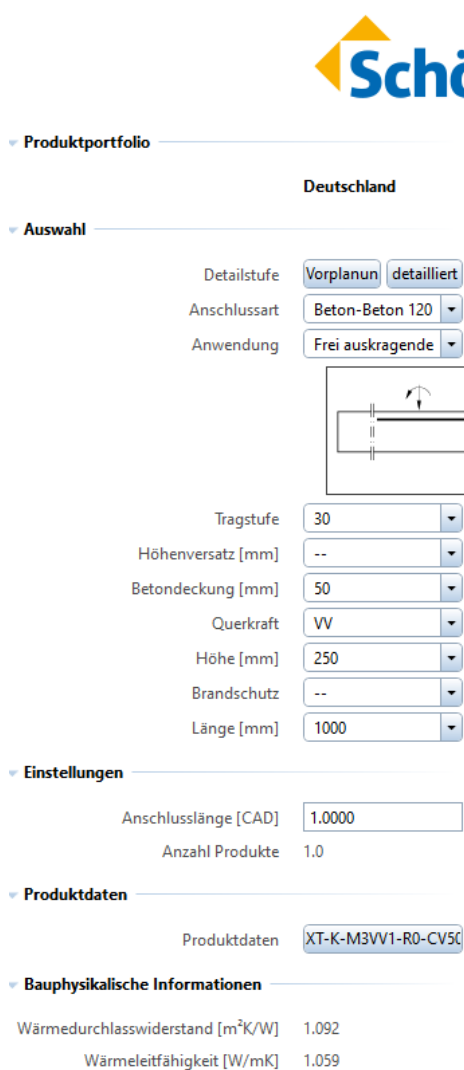 Schö
Produktportfolio
Deutschland
Auswahl
Detailstufe Vorplanun detailliert
Anschlussart Beton-Beton 120
Anwendung Frei auskragende
Tragstufe 30
Höhenversatz [mm] --
Betondeckung [mm] 50
Querkraft VV
Höhe [mm] 250
Brandschutz --
Länge [mm] 1000
Einstellungen
Anschlusslänge [CAD] 1.0000
Anzahl Produkte 1.0
Produktdaten
Produktdaten XT-K-M3VV1-R0-CV50
Bauphysikalische Informationen
Wärmedurchlasswiderstand [m²K/W] 1.092
Wärmeleitfähigkeit [W/mK] 1.059